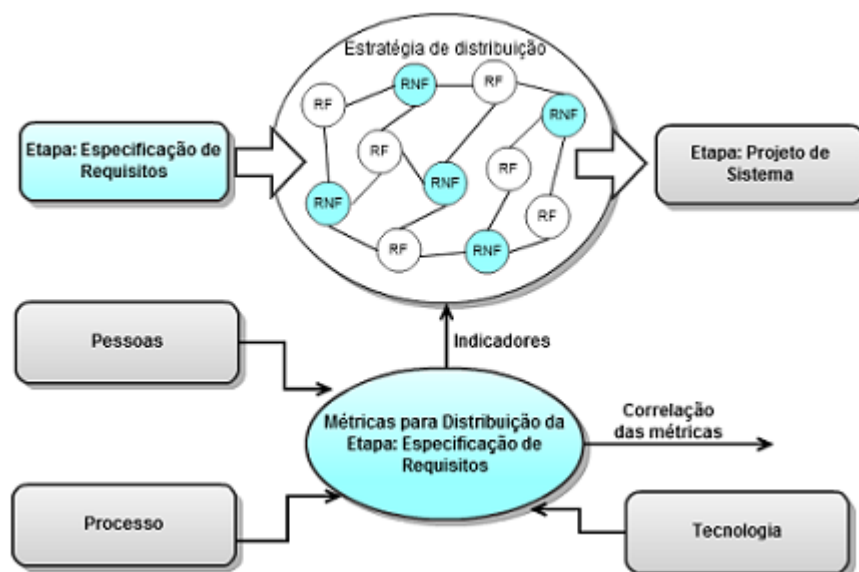 Estratégia de distribuição
RNF
RF
RF
RNF
Etapa: Especificação de
Requisitos
RF
RF
RNF
RNF
RF
RF
RNF
Etapa: Projeto de
Sistema
Pessoas
Indicadores
Métricas para Distribuição da
Etapa: Especificação de
Requisitos
Correlação
das métricas
Processo
Tecnologia